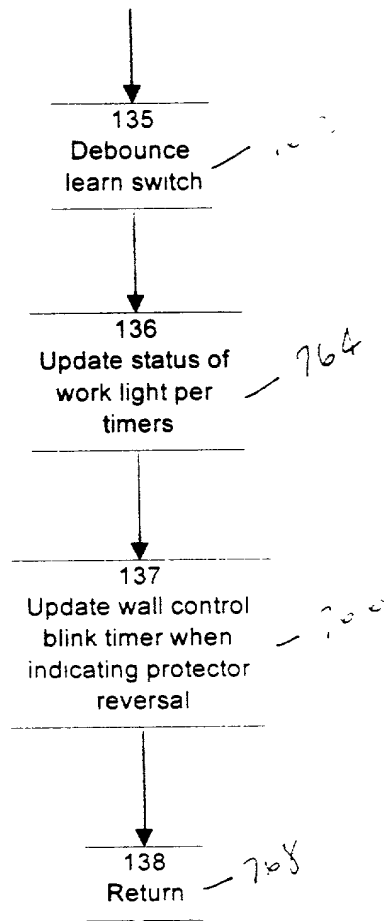 135
Debounce
learn switch
136
Update status of
work light per
timers
764
137
Update wall control
blink timer when
indicating protector
reversal
138
Return
768